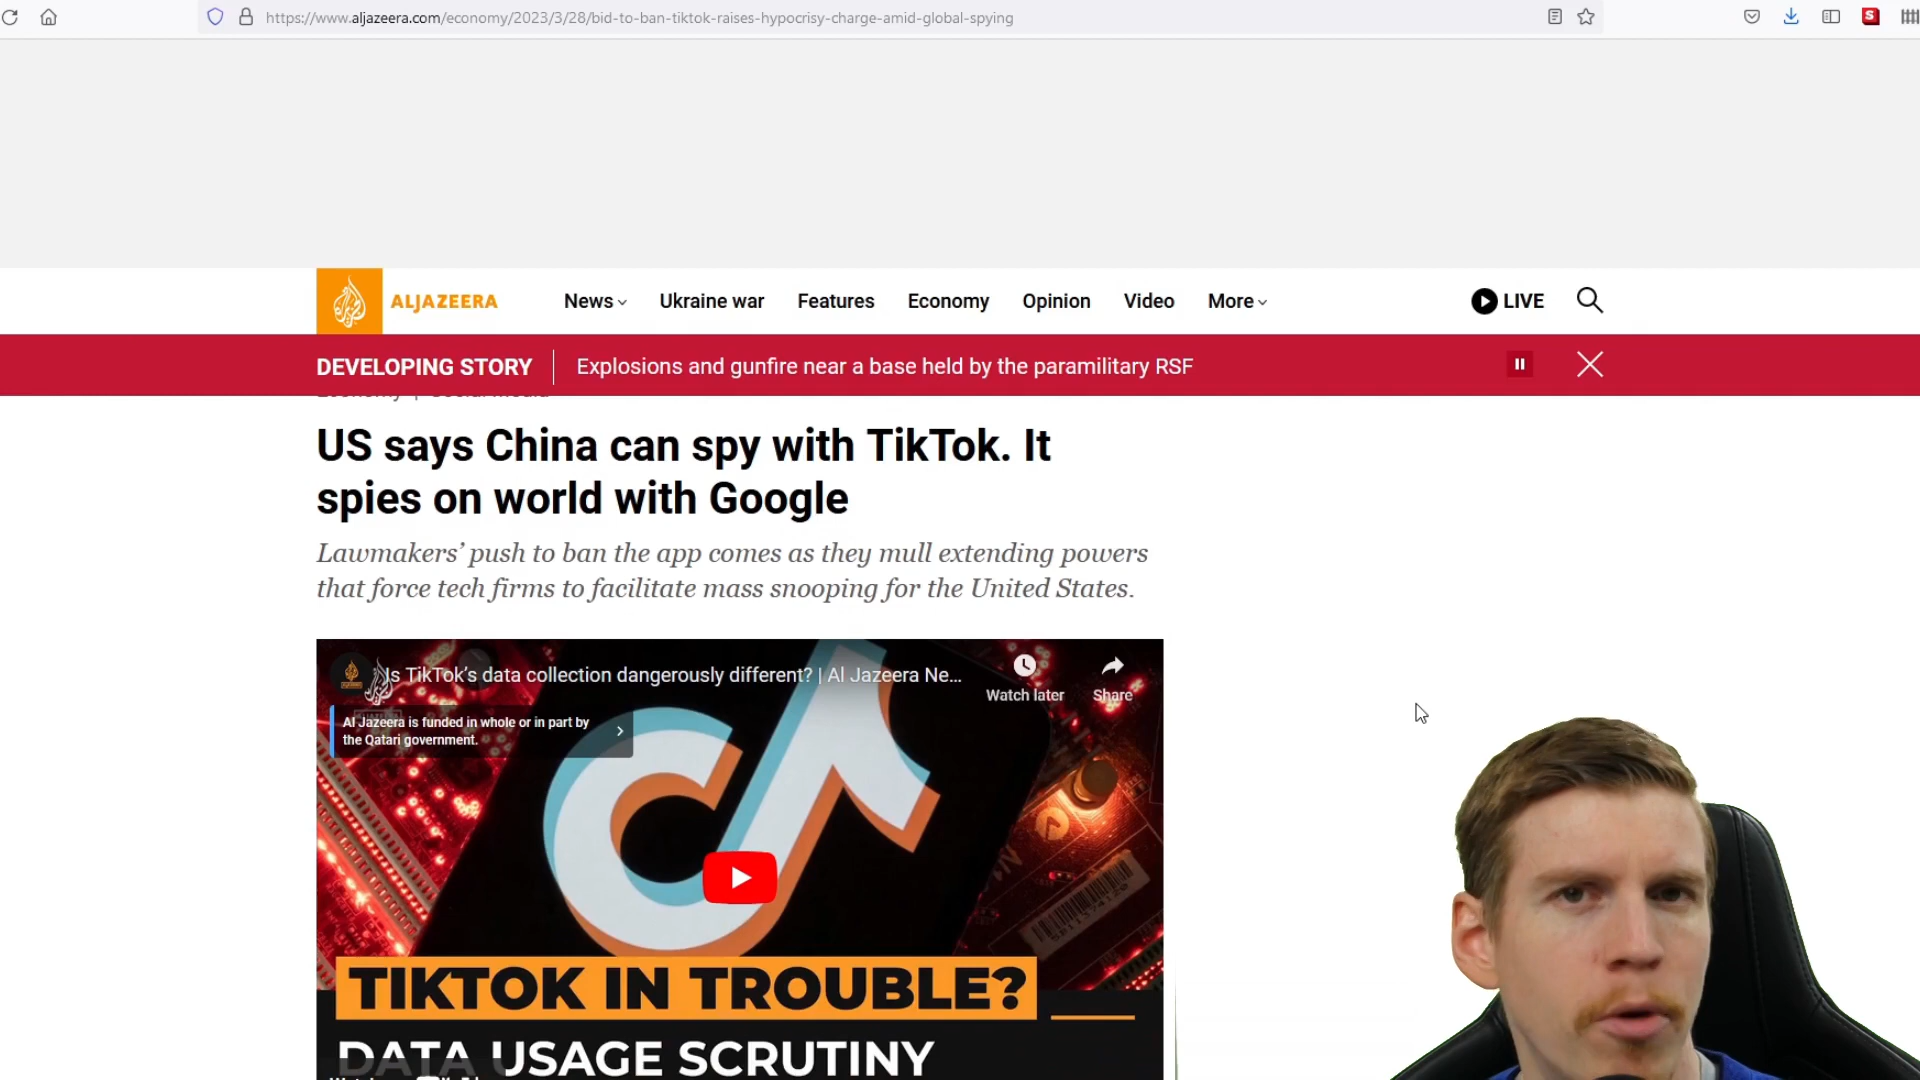 https://www.aljazeera.com/economy/2023/3/28/bid-to-ban-tiktok-raises-hypocrisy-charge-amid-global-spying
S
ALJAZEERA
News
Ukraine war
Features
Economy
Opinion
Video
More
LIVE
DEVELOPING STORY
Explosions and gunfire near a base held by the paramilitary RSF
US says China can spy with TikTok. It
spies on world with Google
Lawmakers’ push to ban the app comes as they mull extending powers
that force tech firms to facilitate mass snooping for the United States.
Is TikTok’s data collection dangerously different? | Al Jazeera Ne...
Watch later
Share
Al Jazeera is funded in whole or in part by
the Qatari government.
TIKTOK IN TROUBLE?
DATA USAGE SCRUTINY